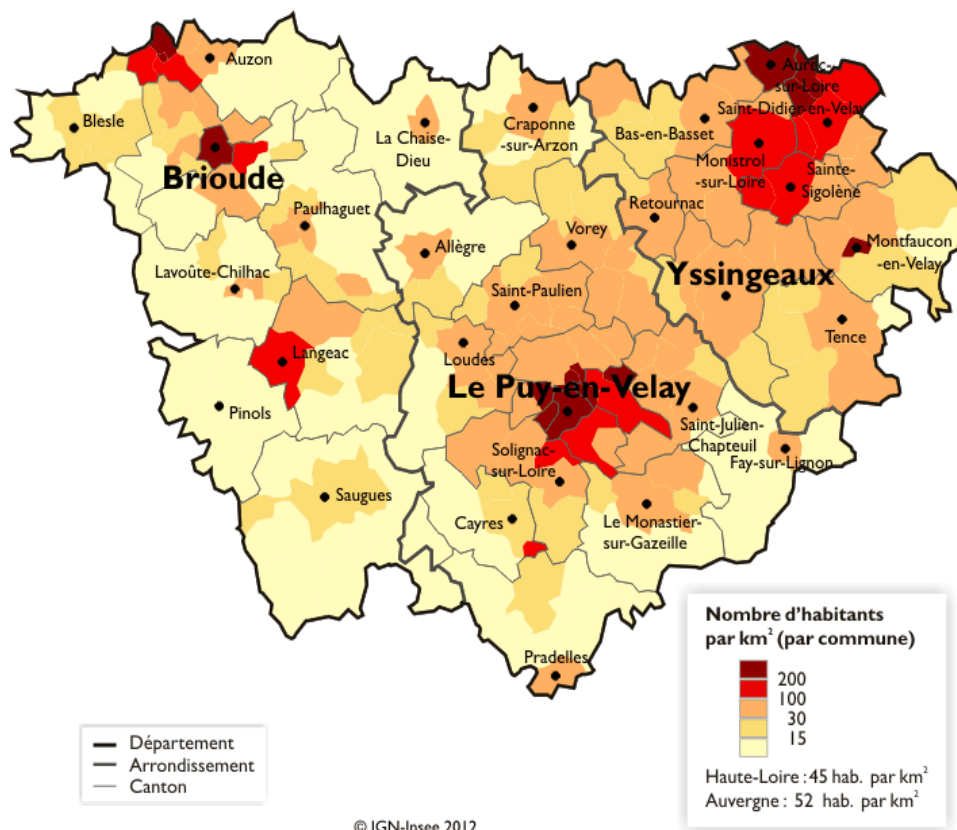 Auzon
Aurec-
sur-Loire
Blesle
Saint-Didier-en-Velay
La Chaise-
Dieu
Craponne
-sur-Arzon
Bas-en-Basset
Monistrol
-sur-Loire
Sainte-
Sigolène
Brioude
Paulhaguet
Retournac
Vorey
Allègre
Montfaucon
-en-Velay
Lavoûte-Chilhac
Yssingeaux
Saint-Paulien
Tence
Langeac
Loudes
Le Puy-en-Velay
Pinols
Saint-Julien-
Chapteuil
Solignac
-sur-Loire
Fay-sur-Lignon
Saugues
Cayres
Le Monastier-
sur-Gazeille
Pradelles
Nombre d'habitants
par km² (par commune)
200
100
30
15
Haute-Loire : 45 hab. par km²
Auvergne : 52 hab. par km²
Département
Arrondissement
Canton
© IGN-Insee 2012